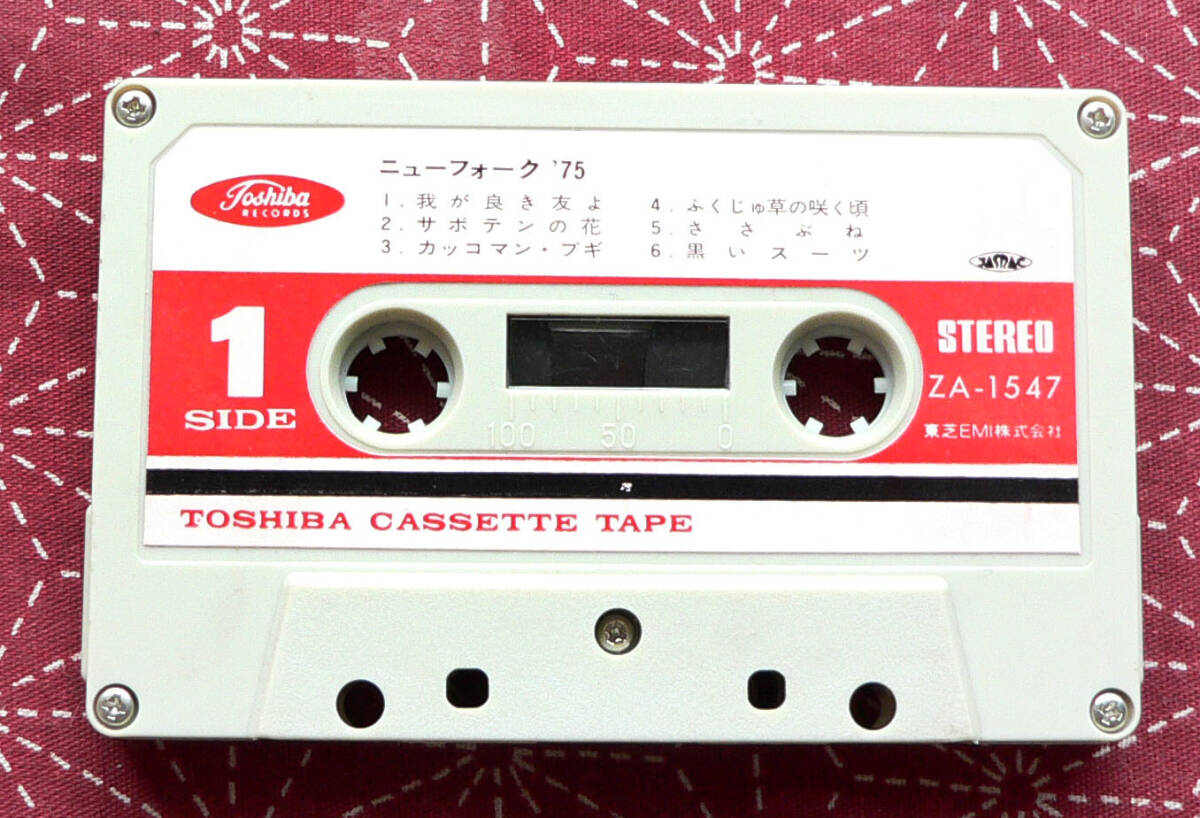 Toshiba
RECORDS
ニューフォーク '75
1. 我が良き友よ
2. サボテンの花
3. カッコマン・ブギ
4. ふくじゅ草の咲く頃
5. ささぶね
6. 黒いスーツ
JASRAC
1
SIDE
100 50 0
STEREO
ZA-1547
東芝EMI株式会社
TOSHIBA CASSETTE TAPE